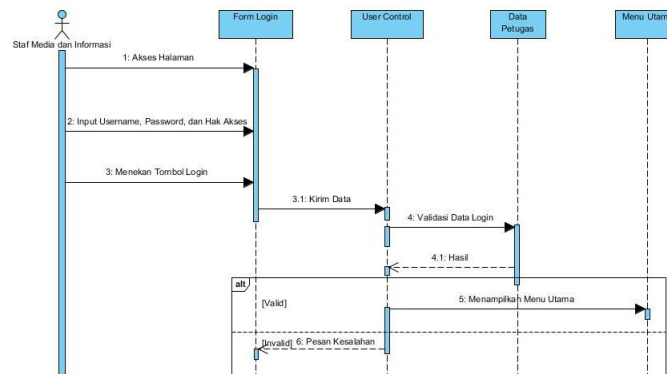 Form Login
User Control
Data
Petugas
Menu Utam
Staf Media dan Informasi
1: Akses Halaman
2: Input Username, Password, dan Hak Akses
3: Menekan Tombol Login
3.1: Kirim Data
4: Validasi Data Login
4.1: Hasil
alt
[Valid]
5: Menampilkan Menu Utama
[Invalid]
6: Pesan Kesalahan